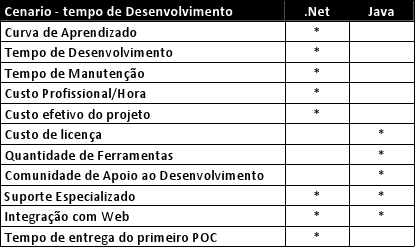 Cenario - tempo de Desenvolvimento .Net Java
Curva de Aprendizado *
Tempo de Desenvolvimento *
Tempo de Manutenção *
Custo Profissional/Hora *
Custo efetivo do projeto *
Custo de licença *
Quantidade de Ferramentas *
Comunidade de Apoio ao Desenvolvimento *
Suporte Especializado * *
Integração com Web * *
Tempo de entrega do primeiro POC *